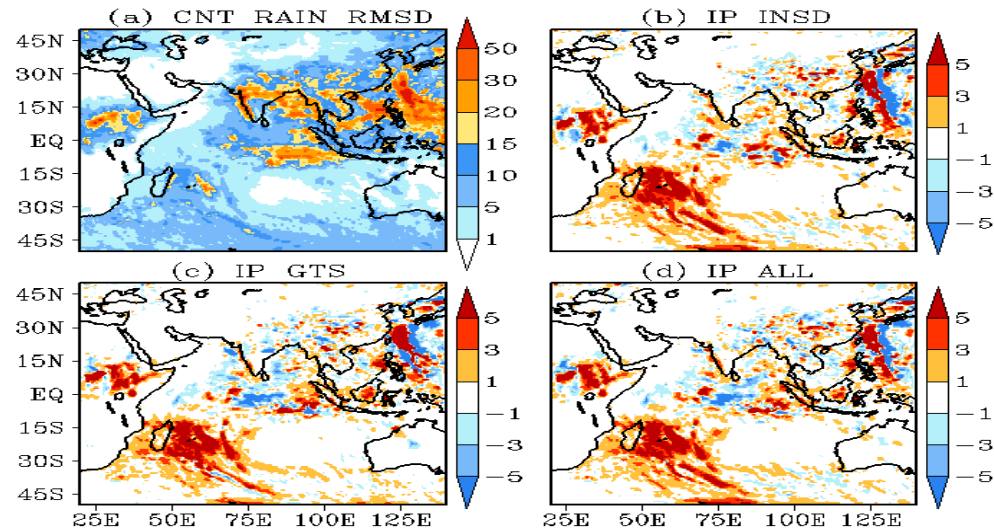 (a) CNT RAIN RMSD
45N
30N
15N
EQ
15S
30S
45S
50
30
20
15
10
5
1
(b) IP INSD
5
3
1
−1
−3
−5
(c) IP GTS
45N
30N
15N
EQ
15S
30S
45S
25E 50E 75E 100E 125E
5
3
1
−1
−3
−5
(d) IP ALL
25E 50E 75E 100E 125E
5
3
1
−1
−3
−5